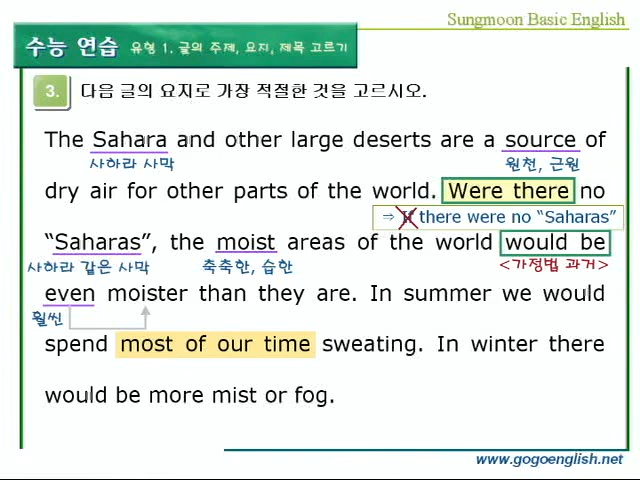 Sungmoon Basic English
수능 연습 유형 1. 글의 주제, 요지, 제목 고르기
3. 다음 글의 요지로 가장 적절한 것을 고르시오.
The Sahara and other large deserts are a source of
사하라 사막 원천, 근원
dry air for other parts of the world. Were there no
⇒ If there were no “Saharas”
“Saharas”, the moist areas of the world would be
사하라 같은 사막 축축한, 습한 <가정법 과거>
even moister than they are. In summer we would
훨씬
spend most of our time sweating. In winter there
would be more mist or fog.
www.gogoenglish.net